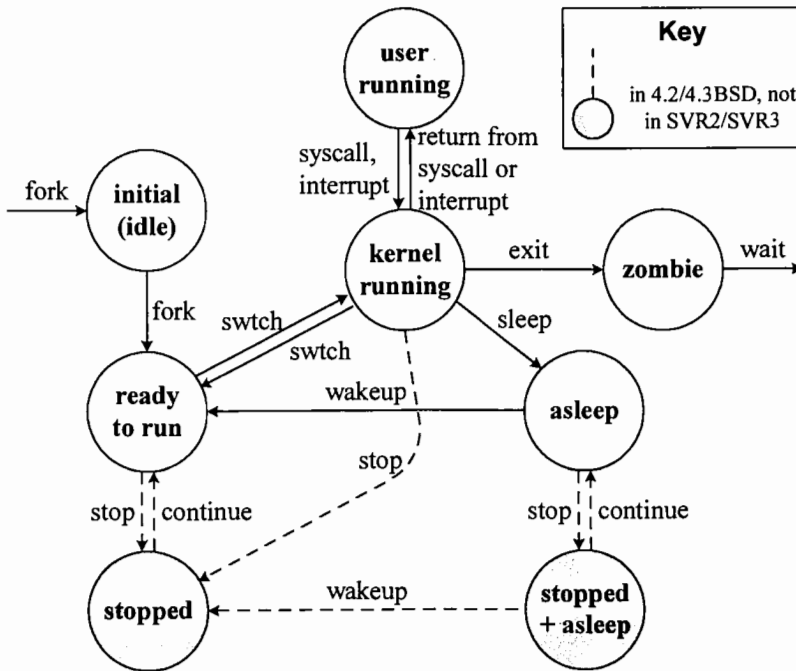 Key
in 4.2/4.3BSD, not
in SVR2/SVR3
user
running
syscall,
interrupt
return from
syscall or
interrupt
fork
initial
(idle)
kernel
running
exit
zombie
wait
fork
swtch
swtch
sleep
ready
to run
wakeup
asleep
stop
stop
continue
stop
continue
stopped
wakeup
stopped
+ asleep